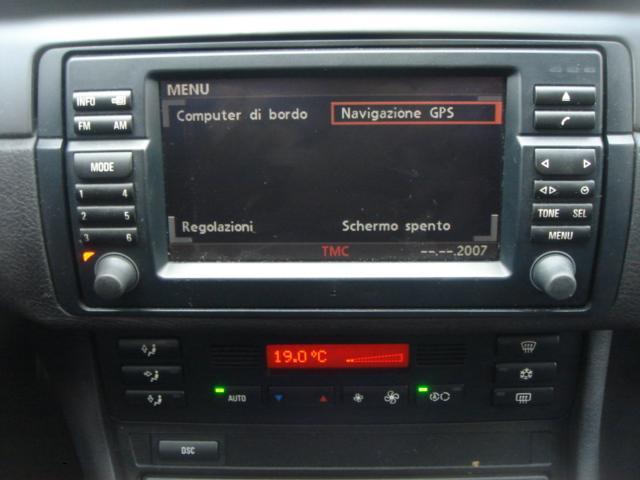 MENU
Computer di bordo Navigazione GPS
Regolazioni Schermo spento
TMC --.--.2007
INFO
FM AM
MODE
1 4
2 5
3 6
TONE SEL
MENU
19.0°C
AUTO
DSC